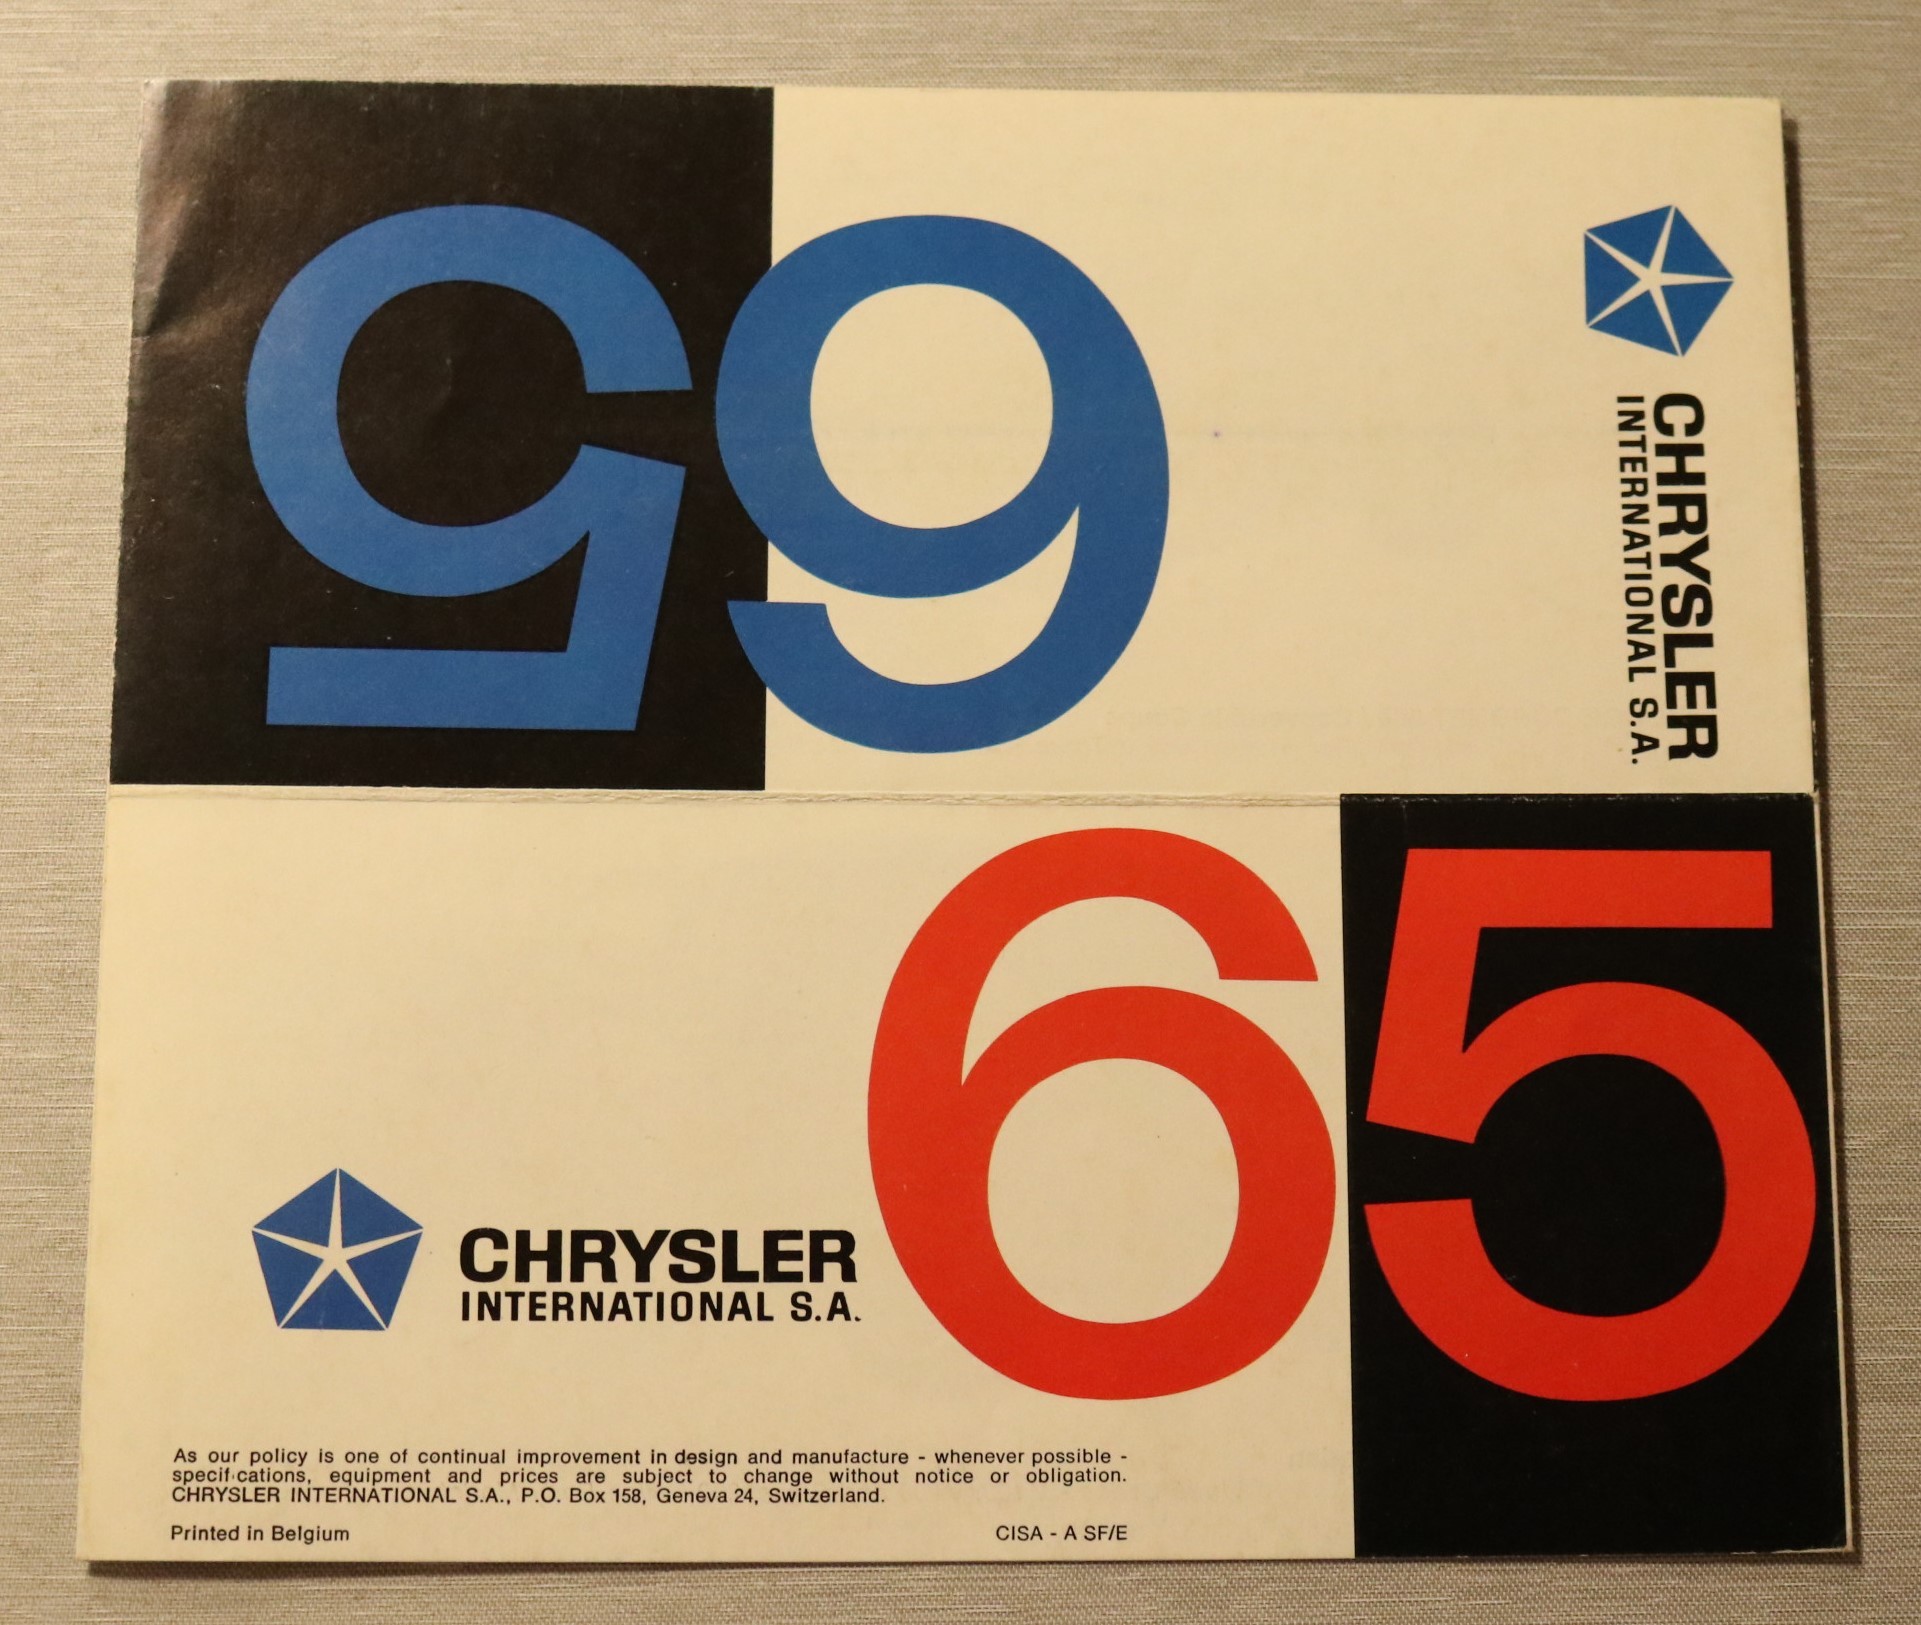 65
CHRYSLER
INTERNATIONAL S.A.
65
CHRYSLER
INTERNATIONAL S.A.
As our policy is one of continual improvement in design and manufacture - whenever possible -
specifications, equipment and prices are subject to change without notice or obligation.
CHRYSLER INTERNATIONAL S.A., P.O. Box 158, Geneva 24, Switzerland.
Printed in Belgium
CISA - A SF/E